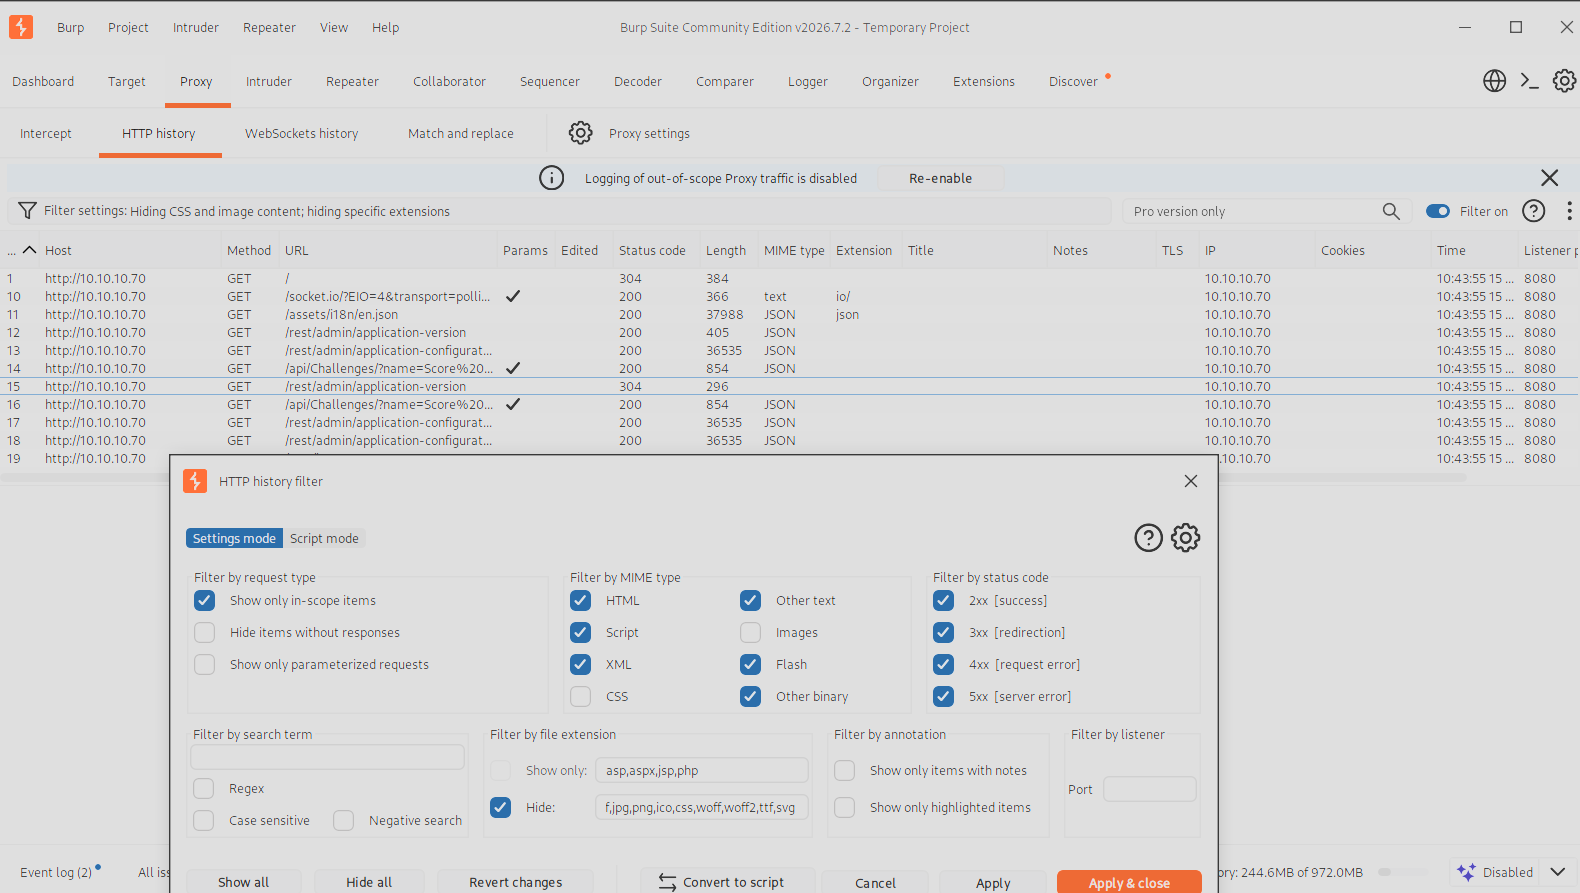 Burp Project Intruder Repeater View Help Burp Suite Community Edition v2026.7.2 - Temporary Project
Dashboard Target Proxy Intruder Repeater Collaborator Sequencer Decoder Comparer Logger Organizer Extensions Discover
Intercept HTTP history WebSockets history Match and replace Proxy settings
Logging of out-of-scope Proxy traffic is disabled Re-enable
Filter settings: Hiding CSS and image content; hiding specific extensions Pro version only Filter on
... Host Method URL Params Edited Status code Length MIME type Extension Title Notes TLS IP Cookies Time Listener p
1 http://10.10.10.70 GET / 304 384 10.10.10.70 10:43:55 15 ... 8080
10 http://10.10.10.70 GET /socket.io/?EIO=4&transport=polli... ✓ 200 366 text io/ 10.10.10.70 10:43:55 15 ... 8080
11 http://10.10.10.70 GET /assets/i18n/en.json 200 37988 JSON json 10.10.10.70 10:43:55 15 ... 8080
12 http://10.10.10.70 GET /rest/admin/application-version 200 405 JSON 10.10.10.70 10:43:55 15 ... 8080
13 http://10.10.10.70 GET /rest/admin/application-configurat... 200 36535 JSON 10.10.10.70 10:43:55 15 ... 8080
14 http://10.10.10.70 GET /api/Challenges/?name=Score%20... ✓ 200 854 JSON 10.10.10.70 10:43:55 15 ... 8080
15 http://10.10.10.70 GET /rest/admin/application-version 304 296 10.10.10.70 10:43:55 15 ... 8080
16 http://10.10.10.70 GET /api/Challenges/?name=Score%20... ✓ 200 854 JSON 10.10.10.70 10:43:55 15 ... 8080
17 http://10.10.10.70 GET /rest/admin/application-configurat... 200 36535 JSON 10.10.10.70 10:43:55 15 ... 8080
18 http://10.10.10.70 GET /rest/admin/application-configurat... 200 36535 JSON 10.10.10.70 10:43:55 15 ... 8080
19 http://10.10.10.70 .10.10.70 10:43:55 15 ... 8080
HTTP history filter
Settings mode Script mode
Filter by request type
Show only in-scope items
Hide items without responses
Show only parameterized requests
Filter by MIME type
HTML Other text
Script Images
XML Flash
CSS Other binary
Filter by status code
2xx [success]
3xx [redirection]
4xx [request error]
5xx [server error]
Filter by search term
Regex
Case sensitive Negative search
Filter by file extension
Show only: asp,aspx,jsp,php
Hide: f,jpg,png,ico,css,woff,woff2,ttf,svg
Filter by annotation
Show only items with notes
Show only highlighted items
Filter by listener
Port
Show all Hide all Revert changes Convert to script Cancel Apply Apply & close
Event log (2) All iss ory: 244.6MB of 972.0MB Disabled